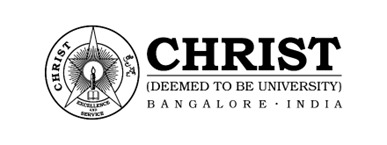 CHRIST
ಕ್ರೈಸ್ಟ್
EXCELLENCE
AND
SERVICE
CHRIST
(DEEMED TO BE UNIVERSITY)
BANGALORE · INDIA